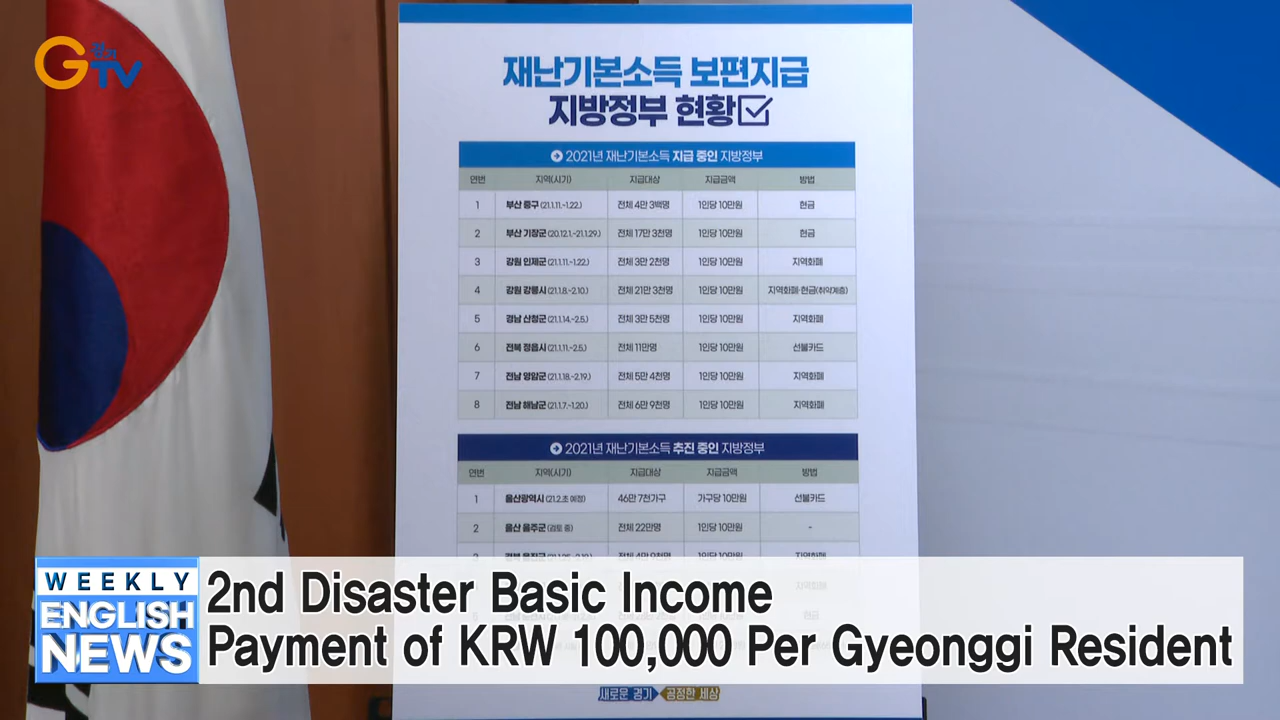 G경기TV
재난기본소득 보편지급
지방정부 현황
2021년 재난기본소득 지급 중인 지방정부
연번 지역(시기) 지급대상 지급금액 방법
1 부산 중구 (21.1.11.~1.22.) 전체 4만 3백명 1인당 10만원 현금
2 부산 기장군 (20.12.1.~21.1.29.) 전체 17만 3천명 1인당 10만원 현금
3 강원 인제군 (21.1.11.~1.22.) 전체 3만 2천명 1인당 10만원 지역화폐
4 강원 강릉시 (21.1.8.~2.10.) 전체 21만 3천명 1인당 10만원 지역화폐·현금(취약계층)
5 경남 산청군 (21.1.14.~2.5.) 전체 3만 5천명 1인당 10만원 지역화폐
6 전북 정읍시 (21.1.11.~2.5.) 전체 11만명 1인당 10만원 선불카드
7 전남 영암군 (21.1.18.~2.19.) 전체 5만 4천명 1인당 10만원 지역화폐
8 전남 해남군 (21.1.7.~1.20.) 전체 6만 9천명 1인당 10만원 지역화폐
2021년 재난기본소득 추진 중인 지방정부
연번 지역(시기) 지급대상 지급금액 방법
1 울산광역시 (21.2.초 예정) 46만 7천가구 가구당 10만원 선불카드
2 울산 울주군 (검토 중) 전체 22만명 1인당 10만원 -
WEEKLY
ENGLISH
NEWS
2nd Disaster Basic Income
Payment of KRW 100,000 Per Gyeonggi Resident
새로운 경기 공정한 세상